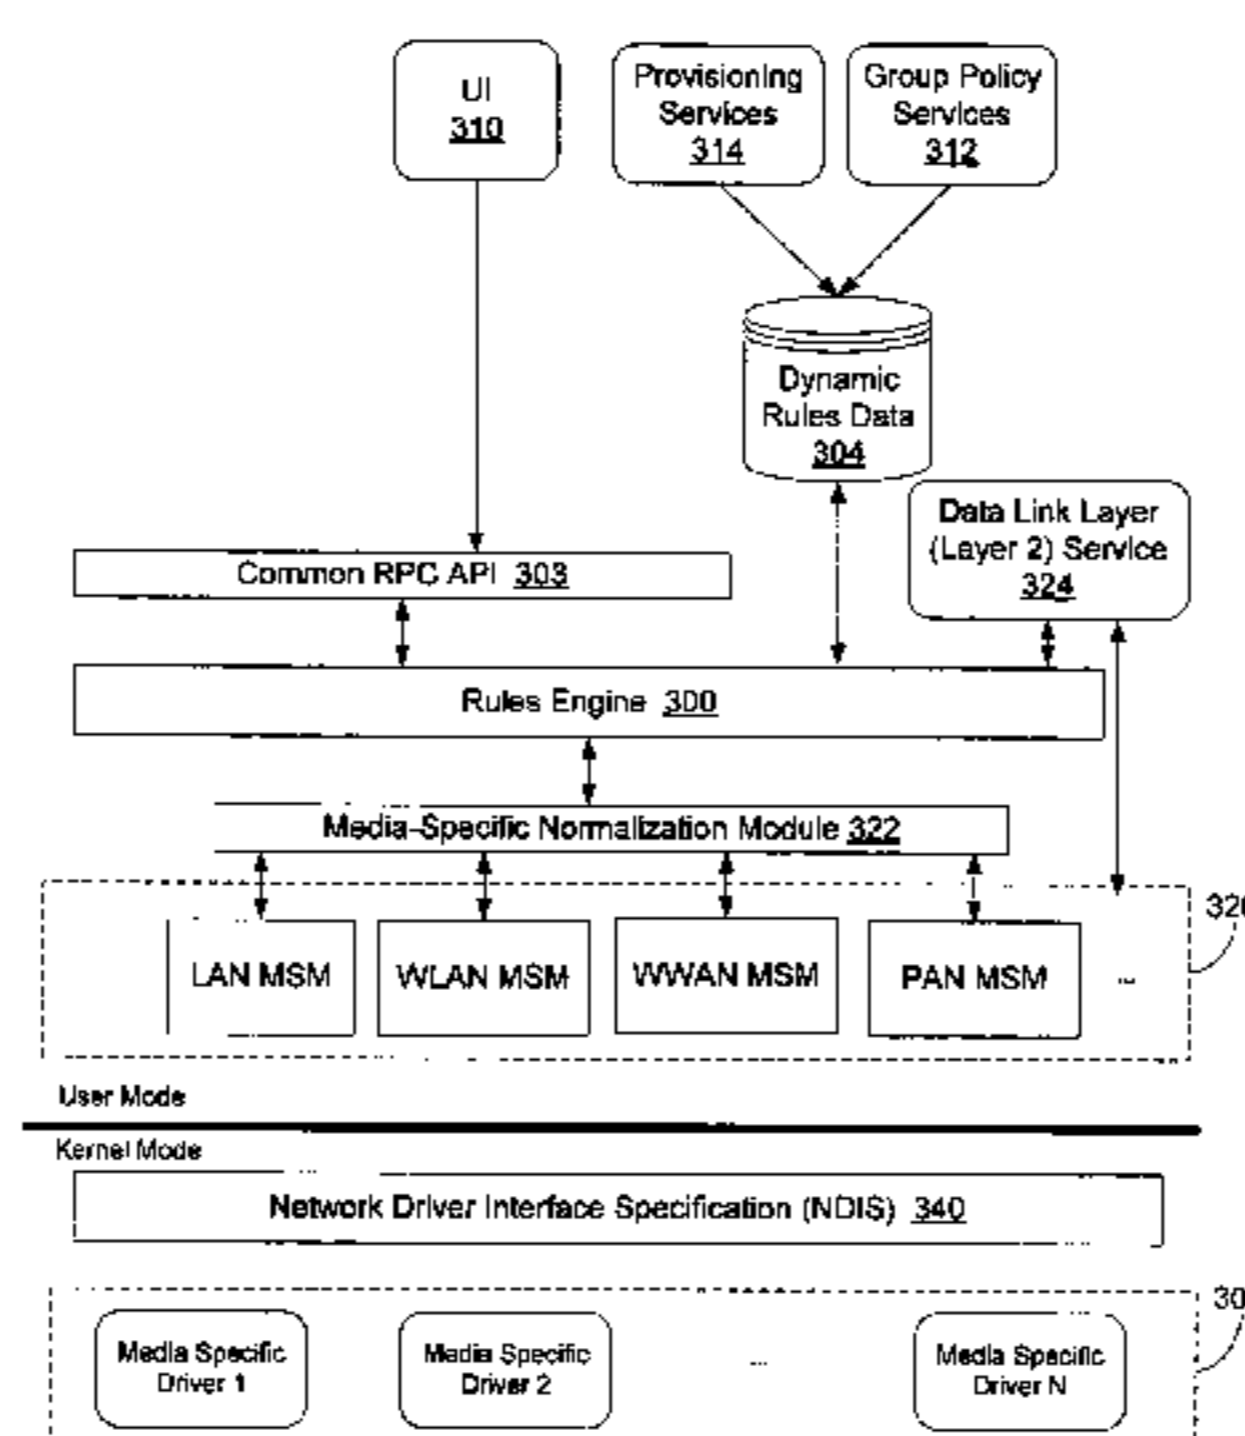 UI
310
Provisioning
Services
314
Group Policy
Services
312
Dynamic
Rules Data
304
Data Link Layer
(Layer 2) Service
324
Common RPC API 303
Rules Engine 300
Media-Specific Normalization Module 322
LAN MSM
WLAN MSM
WWAN MSM
PAN MSM
...
User Mode
Kernel Mode
Network Driver Interface Specification (NDIS) 340
Media Specific
Driver 1
Media Specific
Driver 2
...
Media Specific
Driver N